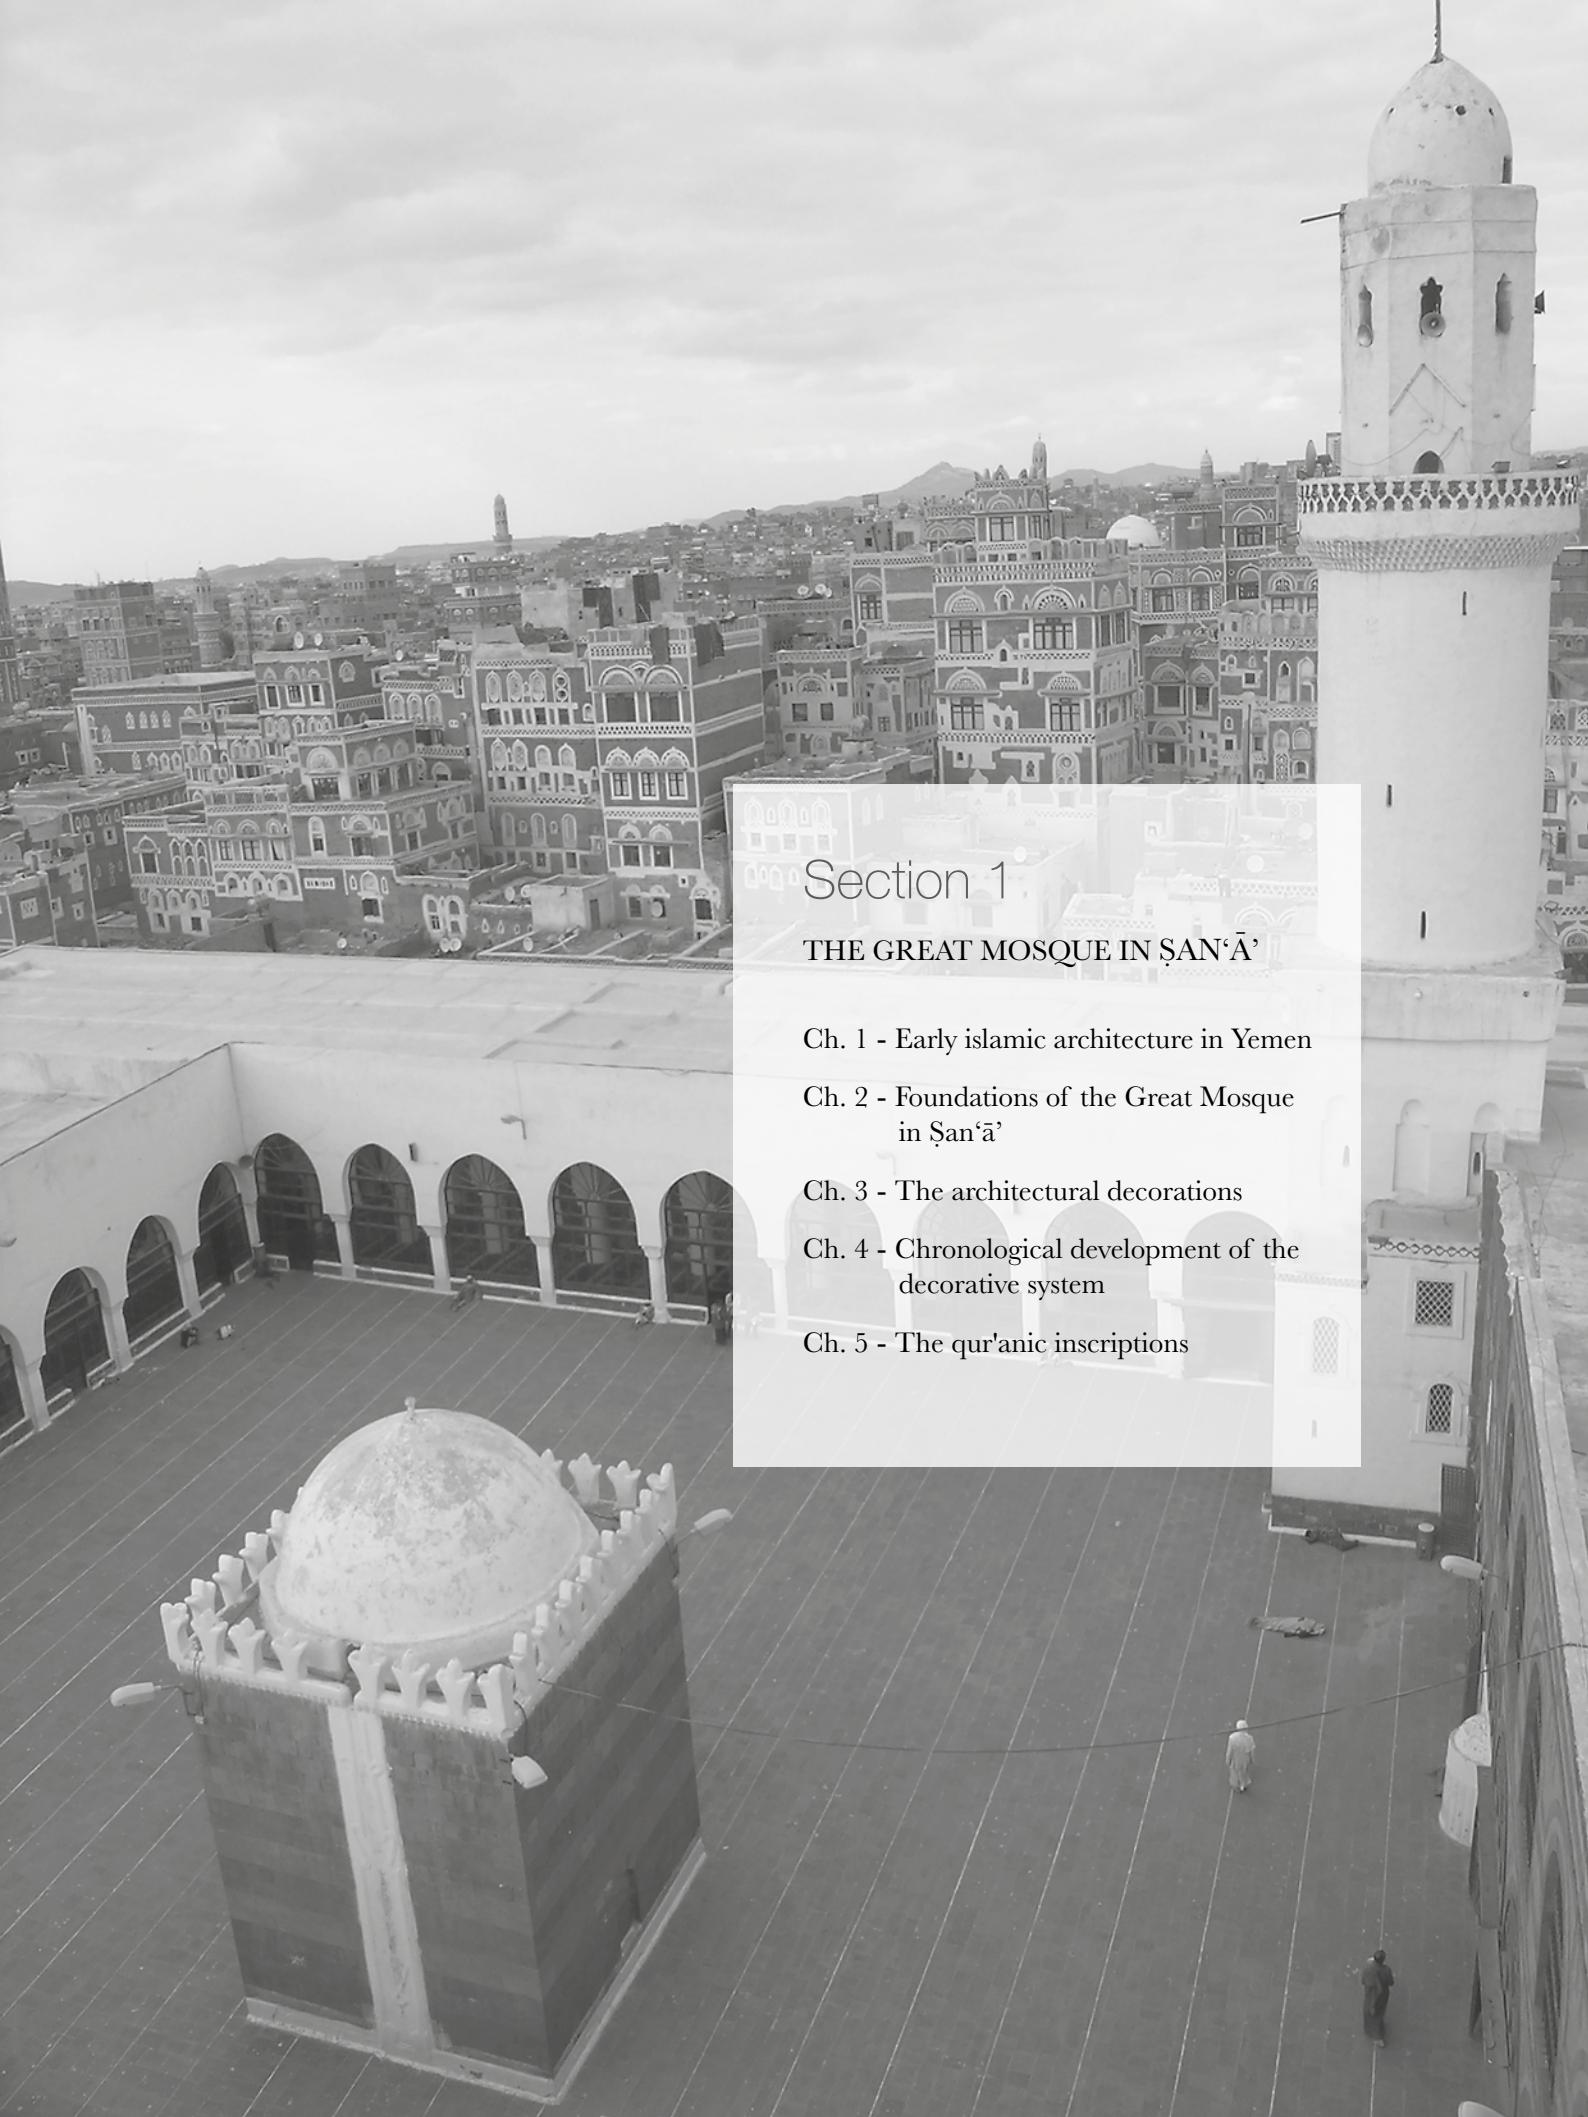 Section 1
THE GREAT MOSQUE IN ṢAN‘Ā’
Ch. 1 - Early islamic architecture in Yemen
Ch. 2 - Foundations of the Great Mosque
in Ṣan‘ā’
Ch. 3 - The architectural decorations
Ch. 4 - Chronological development of the
decorative system
Ch. 5 - The qur'anic inscriptions